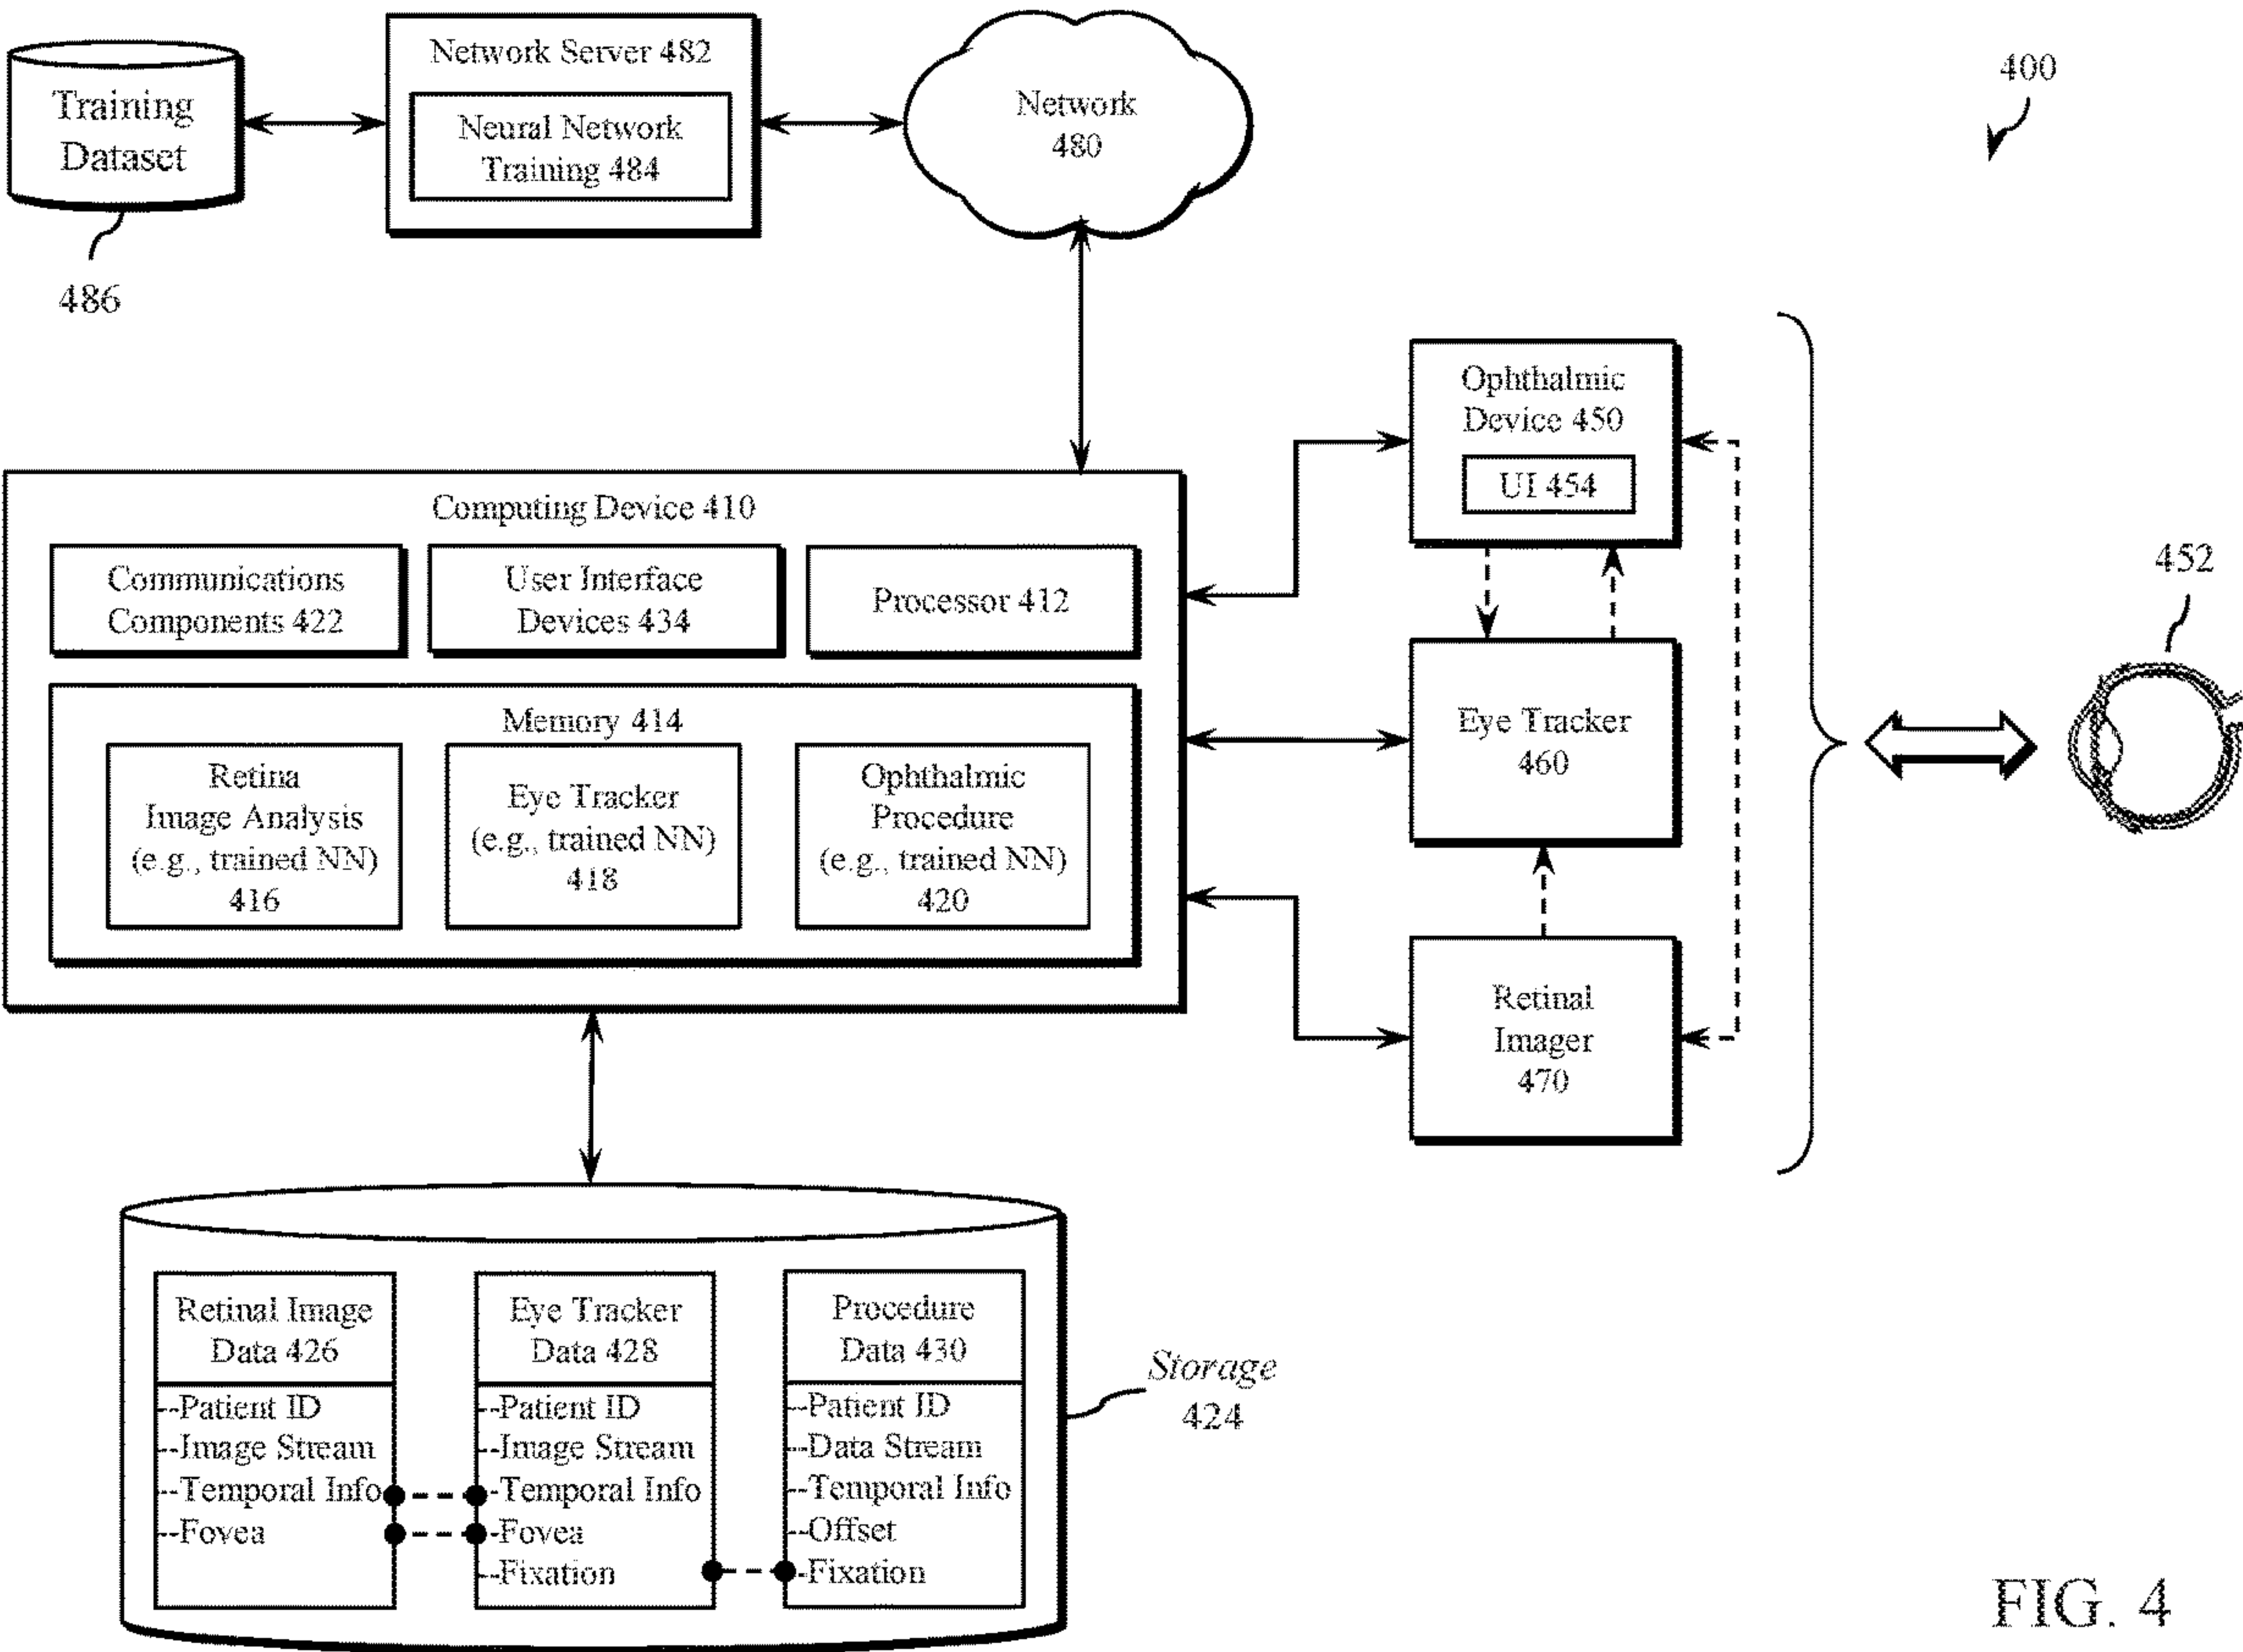 Training
Dataset
486
Network Server 482
Neural Network
Training 484
Network
480
400
Computing Device 410
Communications
Components 422
User Interface
Devices 434
Processor 412
Memory 414
Retina
Image Analysis
(e.g., trained NN)
416
Eye Tracker
(e.g., trained NN)
418
Ophthalmic
Procedure
(e.g., trained NN)
420
Ophthalmic
Device 450
UI 454
Eye Tracker
460
Retinal
Imager
470
452
Retinal Image
Data 426
Patient ID
Image Stream
Temporal Info
Fovea
Eye Tracker
Data 428
Patient ID
Image Stream
Temporal Info
Fovea
Fixation
Procedure
Data 430
Patient ID
Data Stream
Temporal Info
Offset
Fixation
Storage
424
FIG. 4